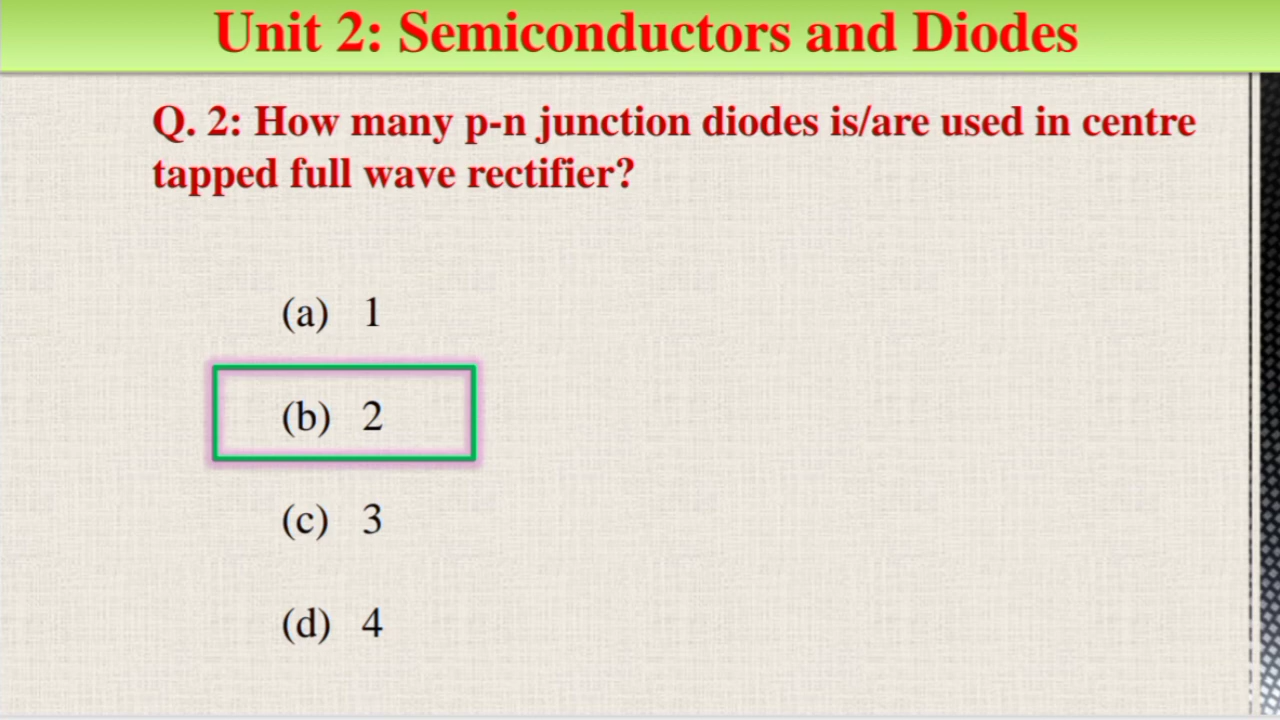 Unit 2: Semiconductors and Diodes
Q. 2: How many p-n junction diodes is/are used in centre
tapped full wave rectifier?
(a) 1
(b) 2
(c) 3
(d) 4